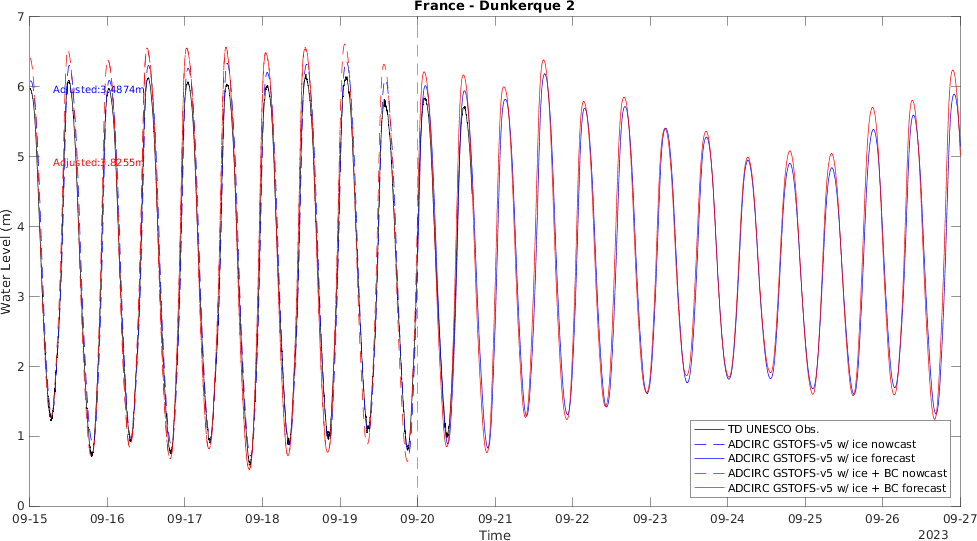 France - Dunkerque 2
7
6
5
4
3
2
1
0
Water Level (m)
Adjusted:3.4874m
Adjusted:3.8255m
TD UNESCO Obs.
ADCIRC GSTOFS-v5 w/ ice nowcast
ADCIRC GSTOFS-v5 w/ ice forecast
ADCIRC GSTOFS-v5 w/ ice + BC nowcast
ADCIRC GSTOFS-v5 w/ ice + BC forecast
09-15 09-16 09-17 09-18 09-19 09-20 09-21 09-22 09-23 09-24 09-25 09-26 09-27
Time
2023